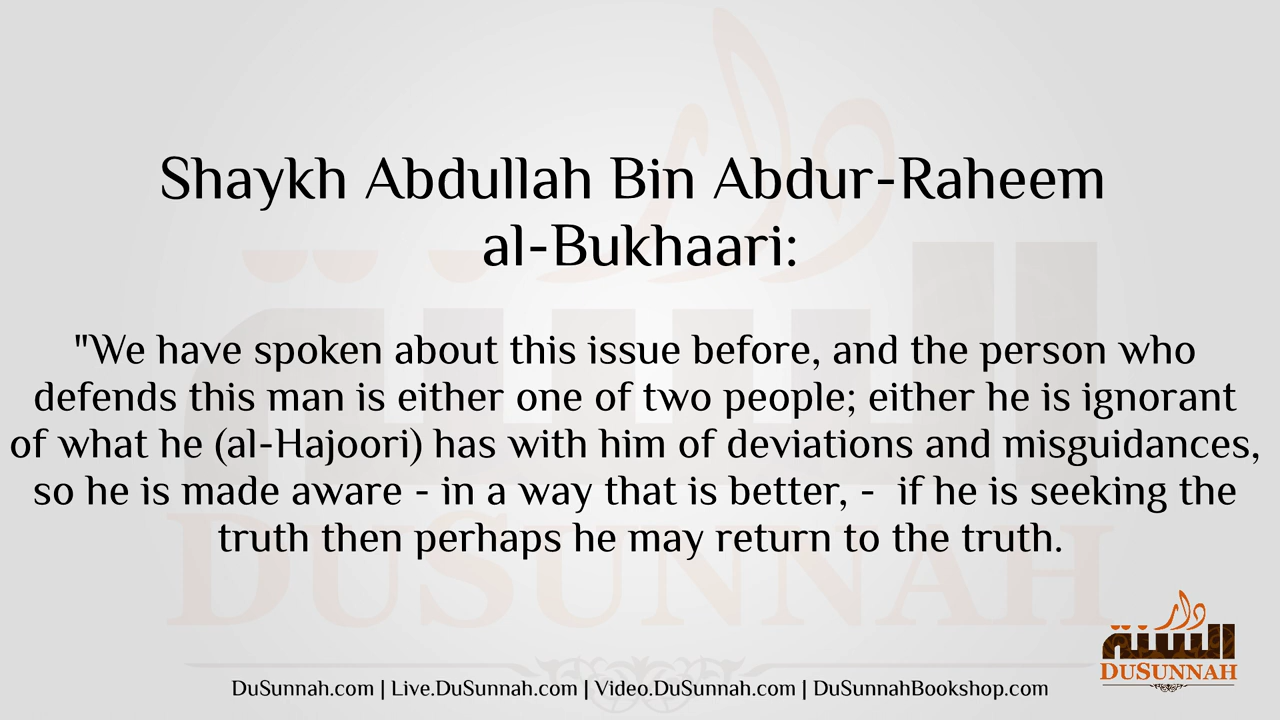 Shaykh Abdullah Bin Abdur-Raheem
al-Bukhaari:
"We have spoken about this issue before, and the person who
defends this man is either one of two people; either he is ignorant
of what he (al-Hajoori) has with him of deviations and misguidances,
so he is made aware - in a way that is better, -  if he is seeking the
truth then perhaps he may return to the truth.
دار
السنة
DUSUNNAH
دار
السنة
DUSUNNAH
DuSunnah.com | Live.DuSunnah.com | Video.DuSunnah.com | DuSunnahBookshop.com